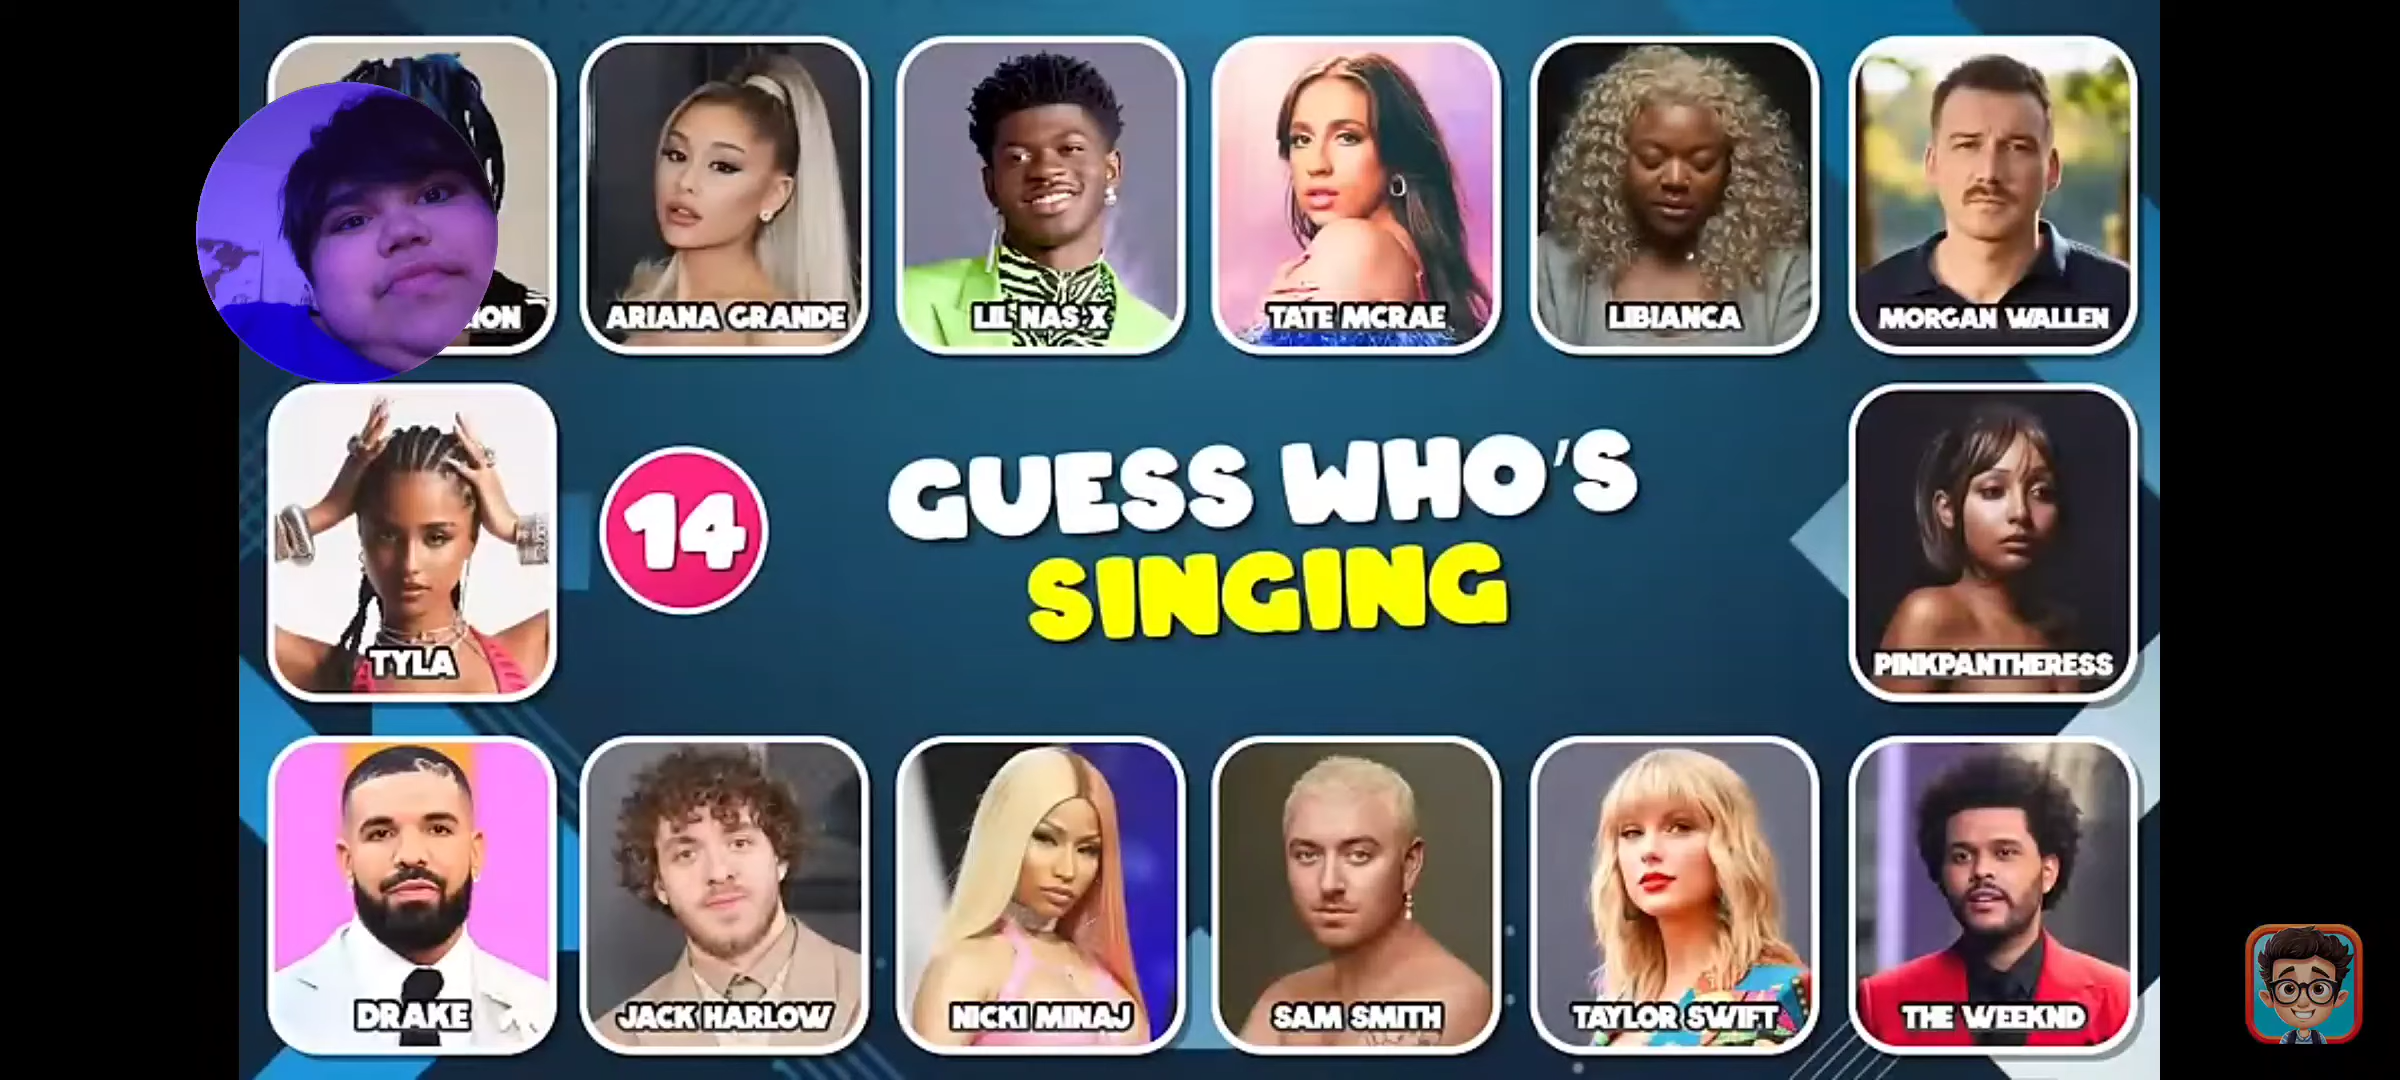 ION
ARIANA GRANDE
LIL NAS X
TATE MCRAE
LIBIANCA
MORGAN WALLEN
TYLA
14
GUESS WHO'S
SINGING
PINKPANTHERESS
DRAKE
JACK HARLOW
NICKI MINAJ
SAM SMITH
TAYLOR SWIFT
THE WEEKND